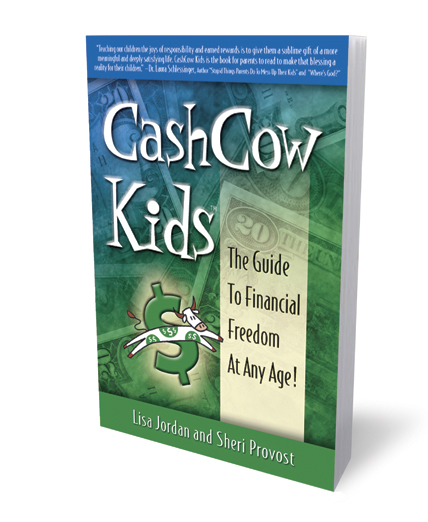 "Teaching our children the joys of responsibility and earned rewards is to give them a sublime gift of a more
meaningful and deeply satisfying life. CashCow Kids is the book for parents to read to make that blessing a
reality for their children." - Dr. Laura Schlessinger, Author "Stupid Things Parents Do To Mess Up Their Kids" and "Where's God?"
CashCow
Kids™
The Guide
To Financial
Freedom
At Any Age!
20
$
$$ $$$ $$
Lisa Jordan and Sheri Provost